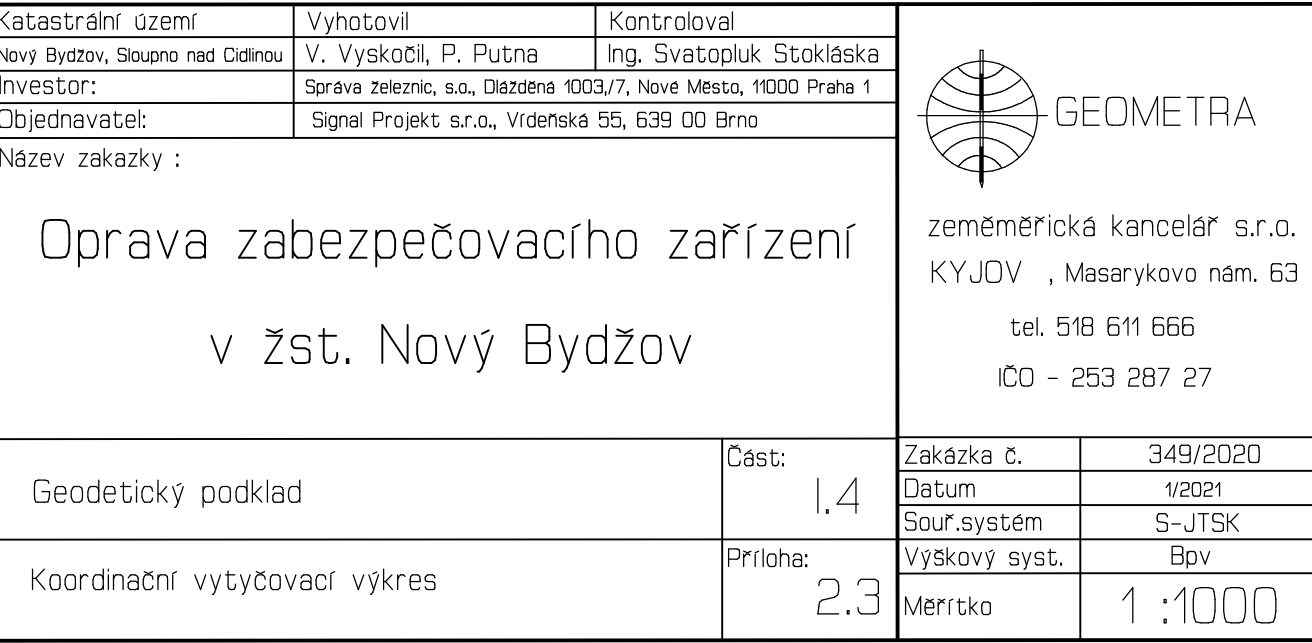 Katastrální území Vyhotovil Kontroloval
Nový Bydžov, Sloupno nad Cidlinou V. Vyskočil, P. Putna Ing. Svatopluk Stokláska
Investor: Správa železnic, s.o., Dlážděná 1003,/7, Nové Město, 11000 Praha 1
Objednavatel: Signal Projekt s.r.o., Vídeňská 55, 639 00 Brno
Název zakazky :
Oprava zabezpečovacího zařízení
v žst. Nový Bydžov
GEOMETRA
zeměměřická kancelář s.r.o.
KYJOV , Masarykovo nám. 63
tel. 518 611 666
IČO - 253 287 27
Geodetický podklad
Část:
I.4
Koordinační vytyčovací výkres
Příloha:
2.3
Zakázka č. 349/2020
Datum 1/2021
Souř.systém S-JTSK
Výškový syst. Bpv
Měřítko 1 :1000